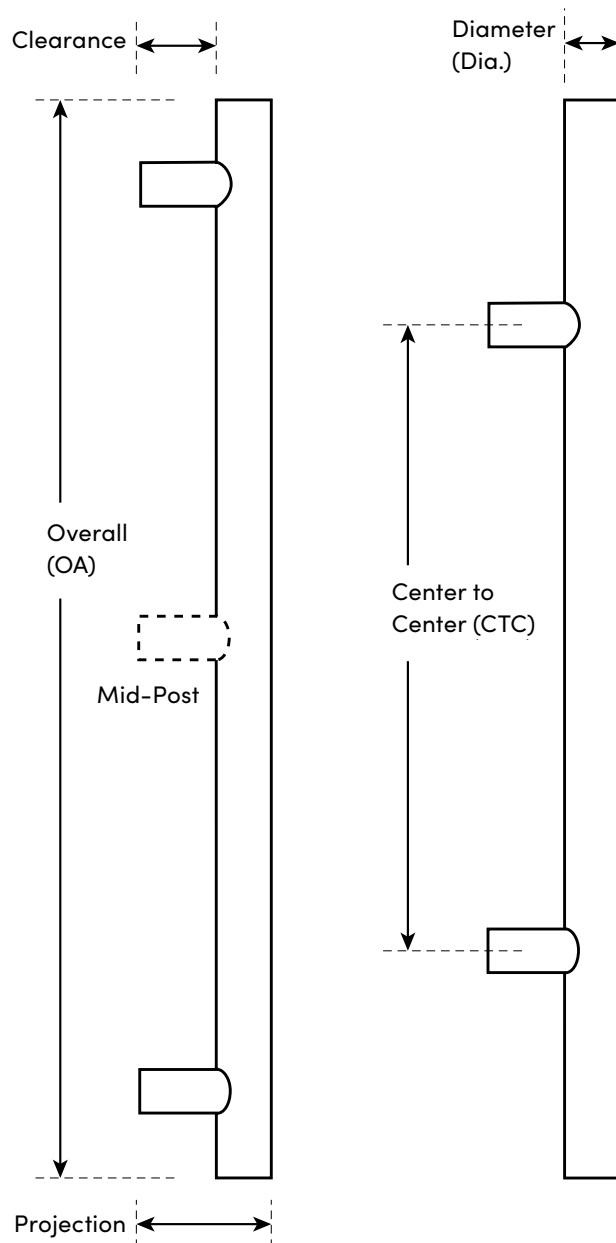 Clearance
Diameter
(Dia.)
Overall
(OA)
Center to
Center (CTC)
Mid-Post
Projection